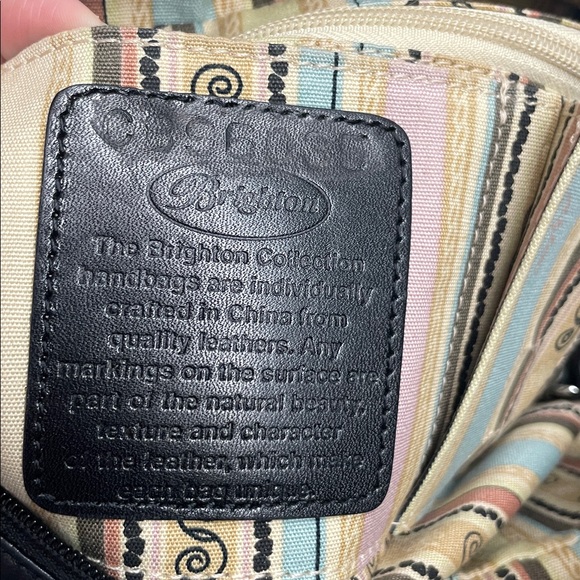 Brighton
The Brighton Collection
handbags are individually
crafted in China from
quality leathers. Any
markings on the surface are
part of the natural beauty,
texture and character
of the leather, which make
each bag unique.